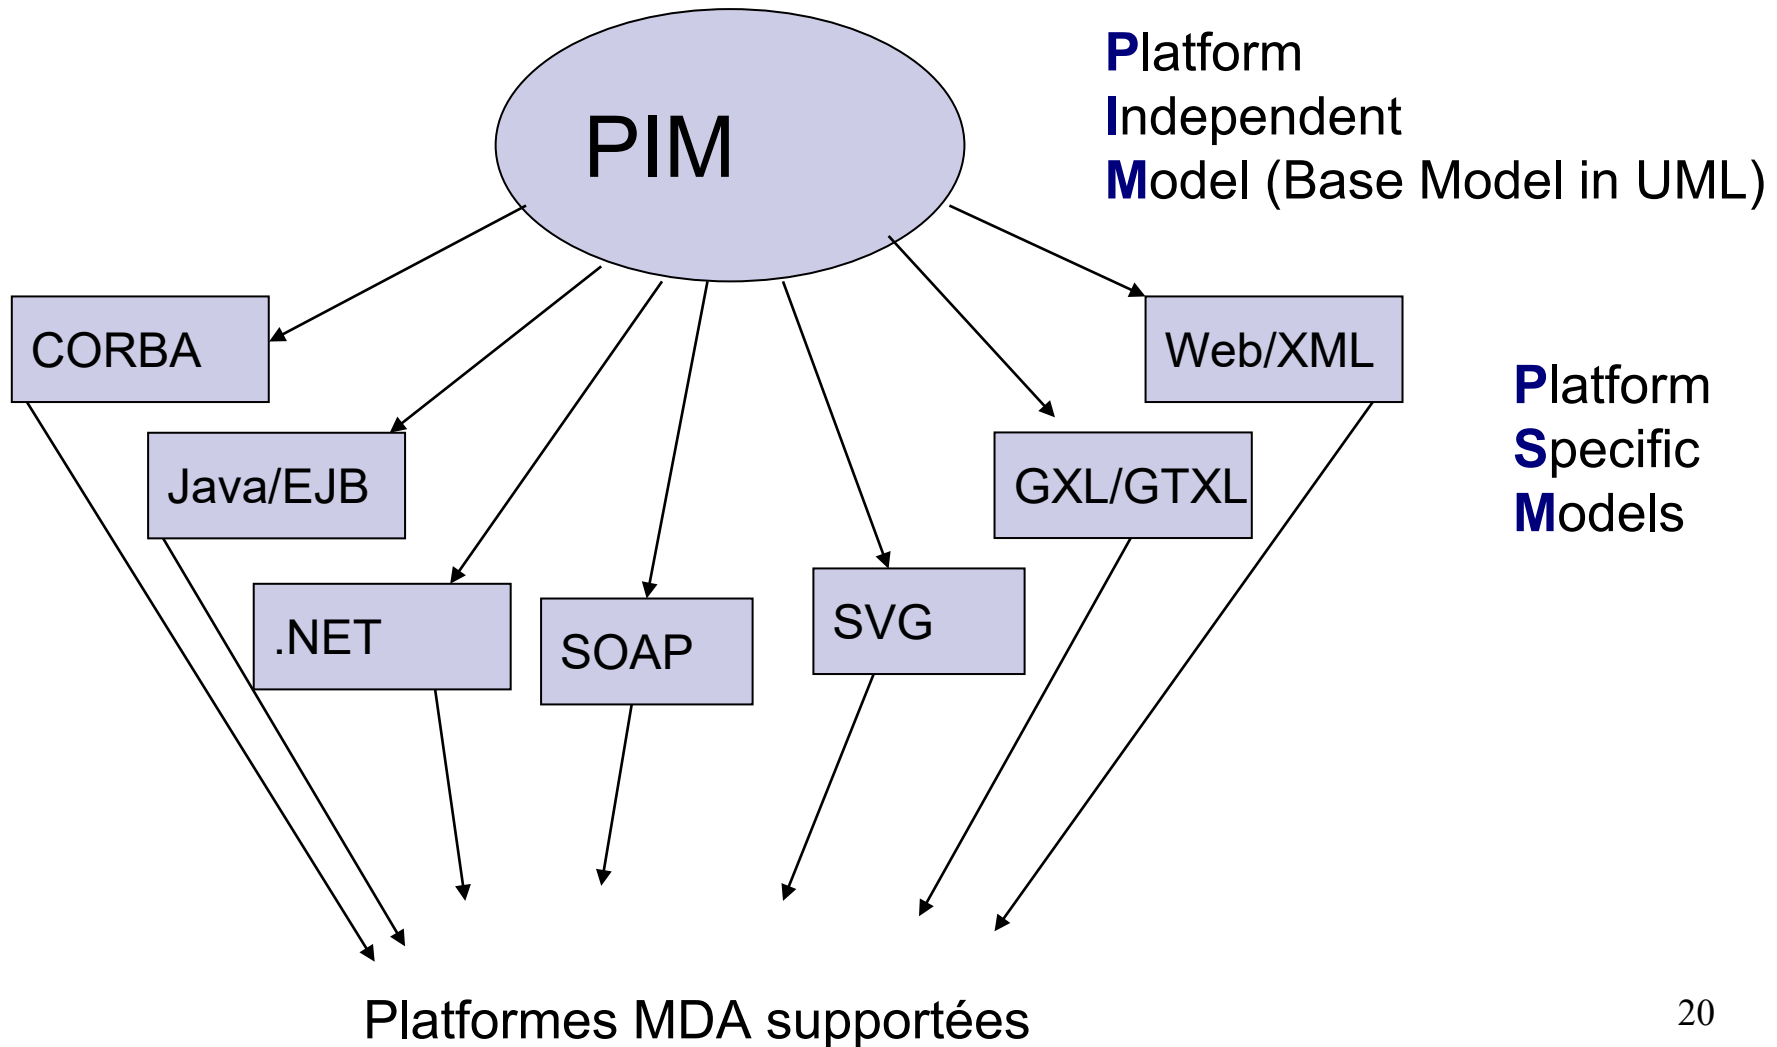 PIM
Platform
Independent
Model (Base Model in UML)
CORBA
Web/XML
Java/EJB
GXL/GTXL
Platform
Specific
Models
.NET
SOAP
SVG
Platformes MDA supportées
20